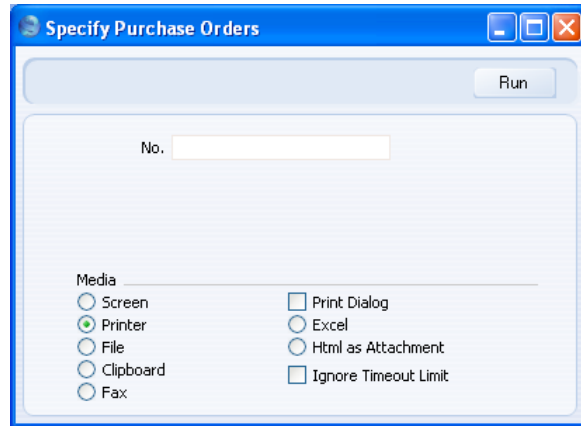 Specify Purchase Orders
Run
No.
Media
Screen
Print Dialog
Printer
Excel
File
Html as Attachment
Clipboard
Ignore Timeout Limit
Fax